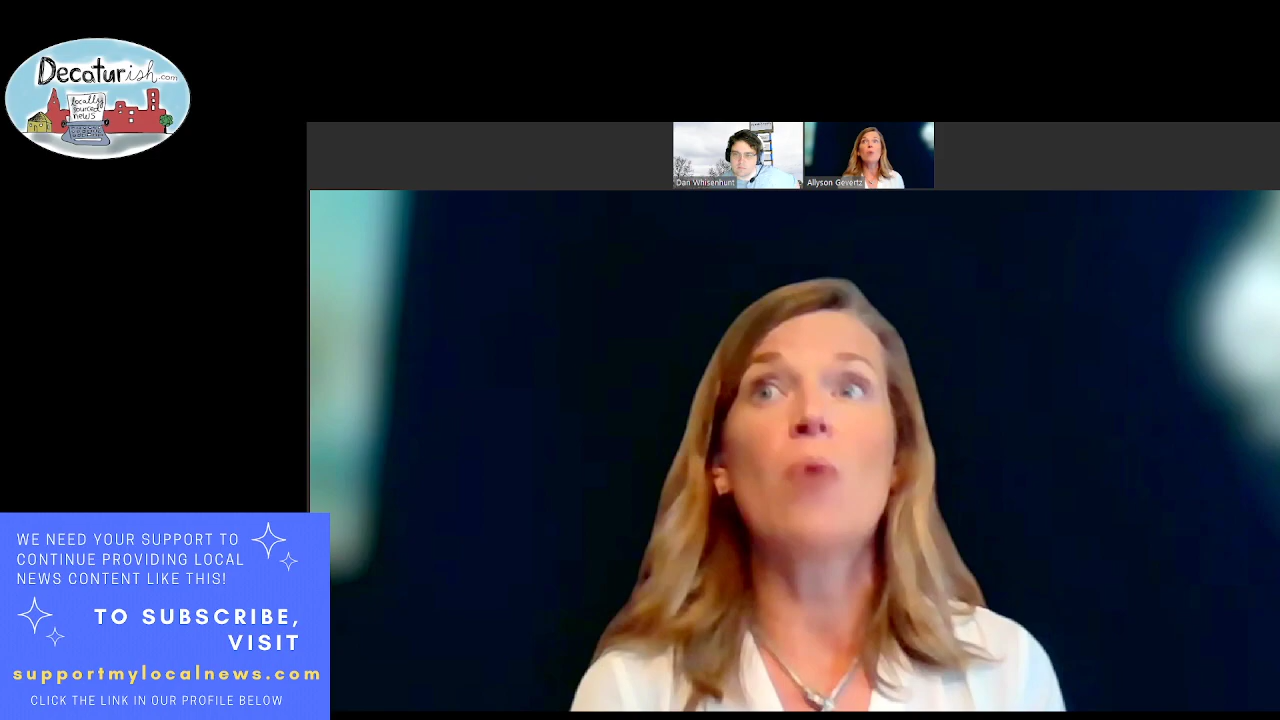 Decaturish.com
locally
sourced
news
Dan Whisenhunt
Allyson Gevertz
WE NEED YOUR SUPPORT TO
CONTINUE PROVIDING LOCAL
NEWS CONTENT LIKE THIS!
TO SUBSCRIBE,
VISIT
supportmylocalnews.com
CLICK THE LINK IN OUR PROFILE BELOW